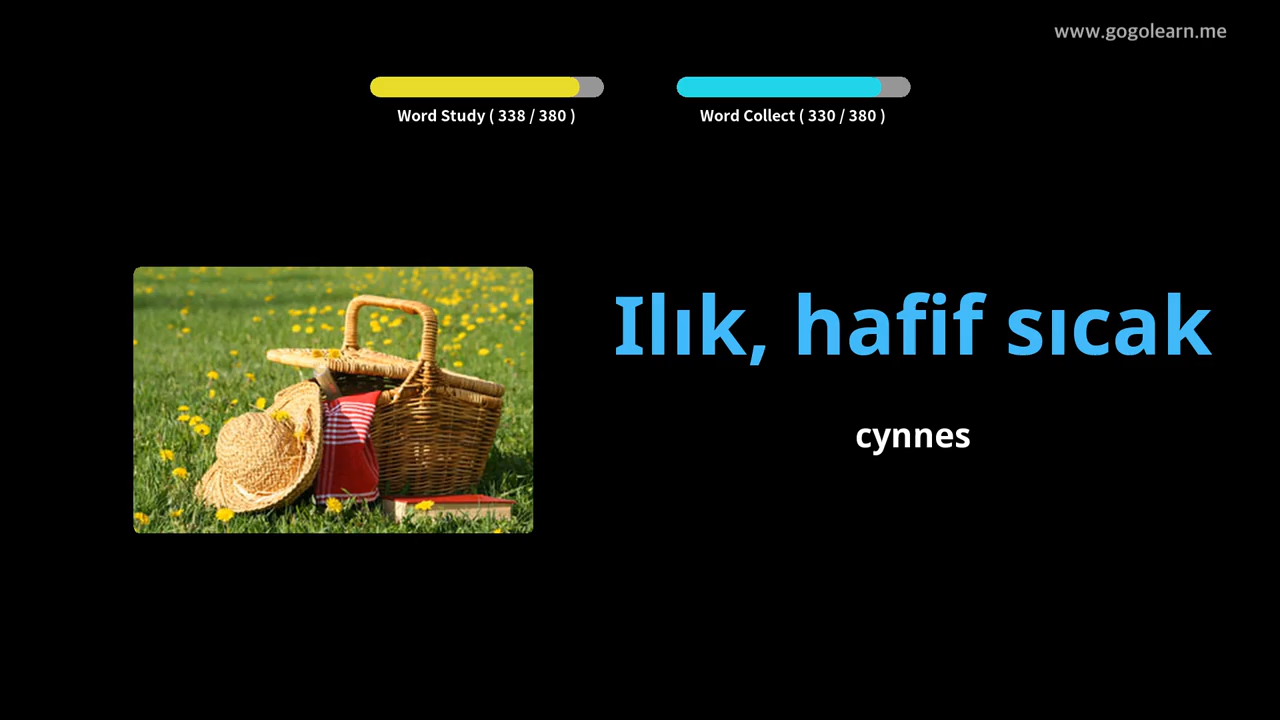 www.gogolearn.me
Word Study ( 338 / 380 )
Word Collect ( 330 / 380 )
Ilık, hafif sıcak
cynnes